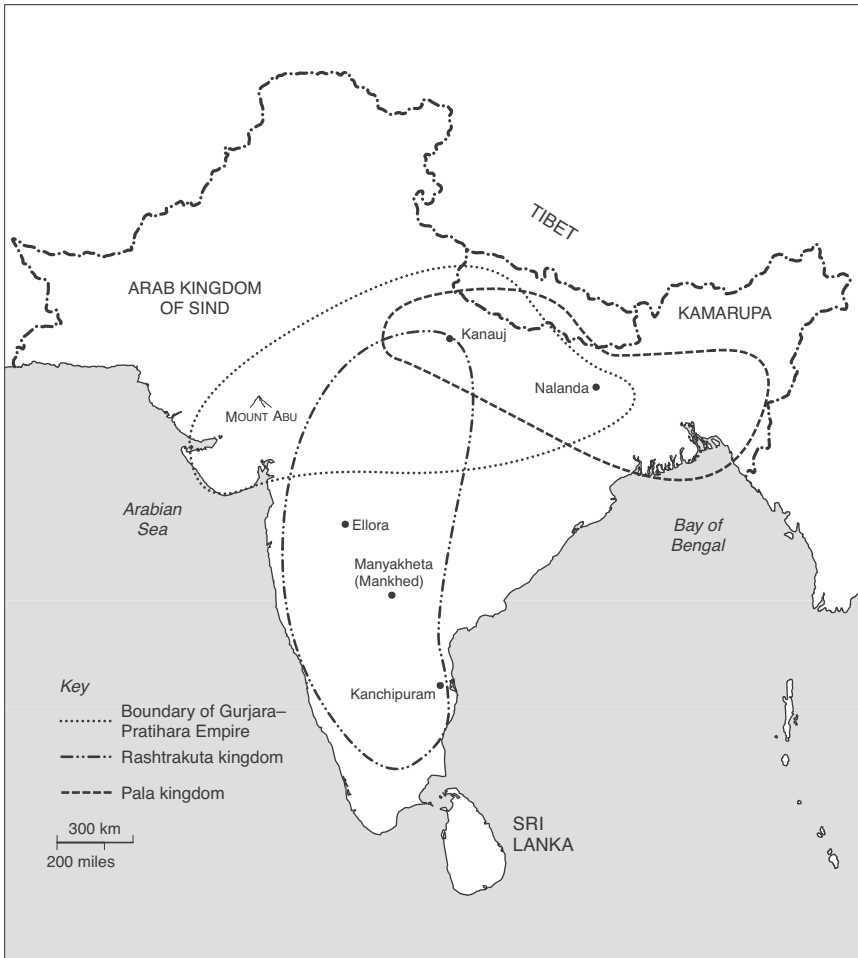 TIBET
ARAB KINGDOM
OF SIND
KAMARUPA
Kanauj
Nalanda
MOUNT ABU
Arabian
Sea
Ellora
Bay of
Bengal
Manyakheta
(Mankhed)
Kanchipuram
Key
Boundary of Gurjara–
Pratihara Empire
Rashtrakuta kingdom
Pala kingdom
300 km
200 miles
SRI
LANKA